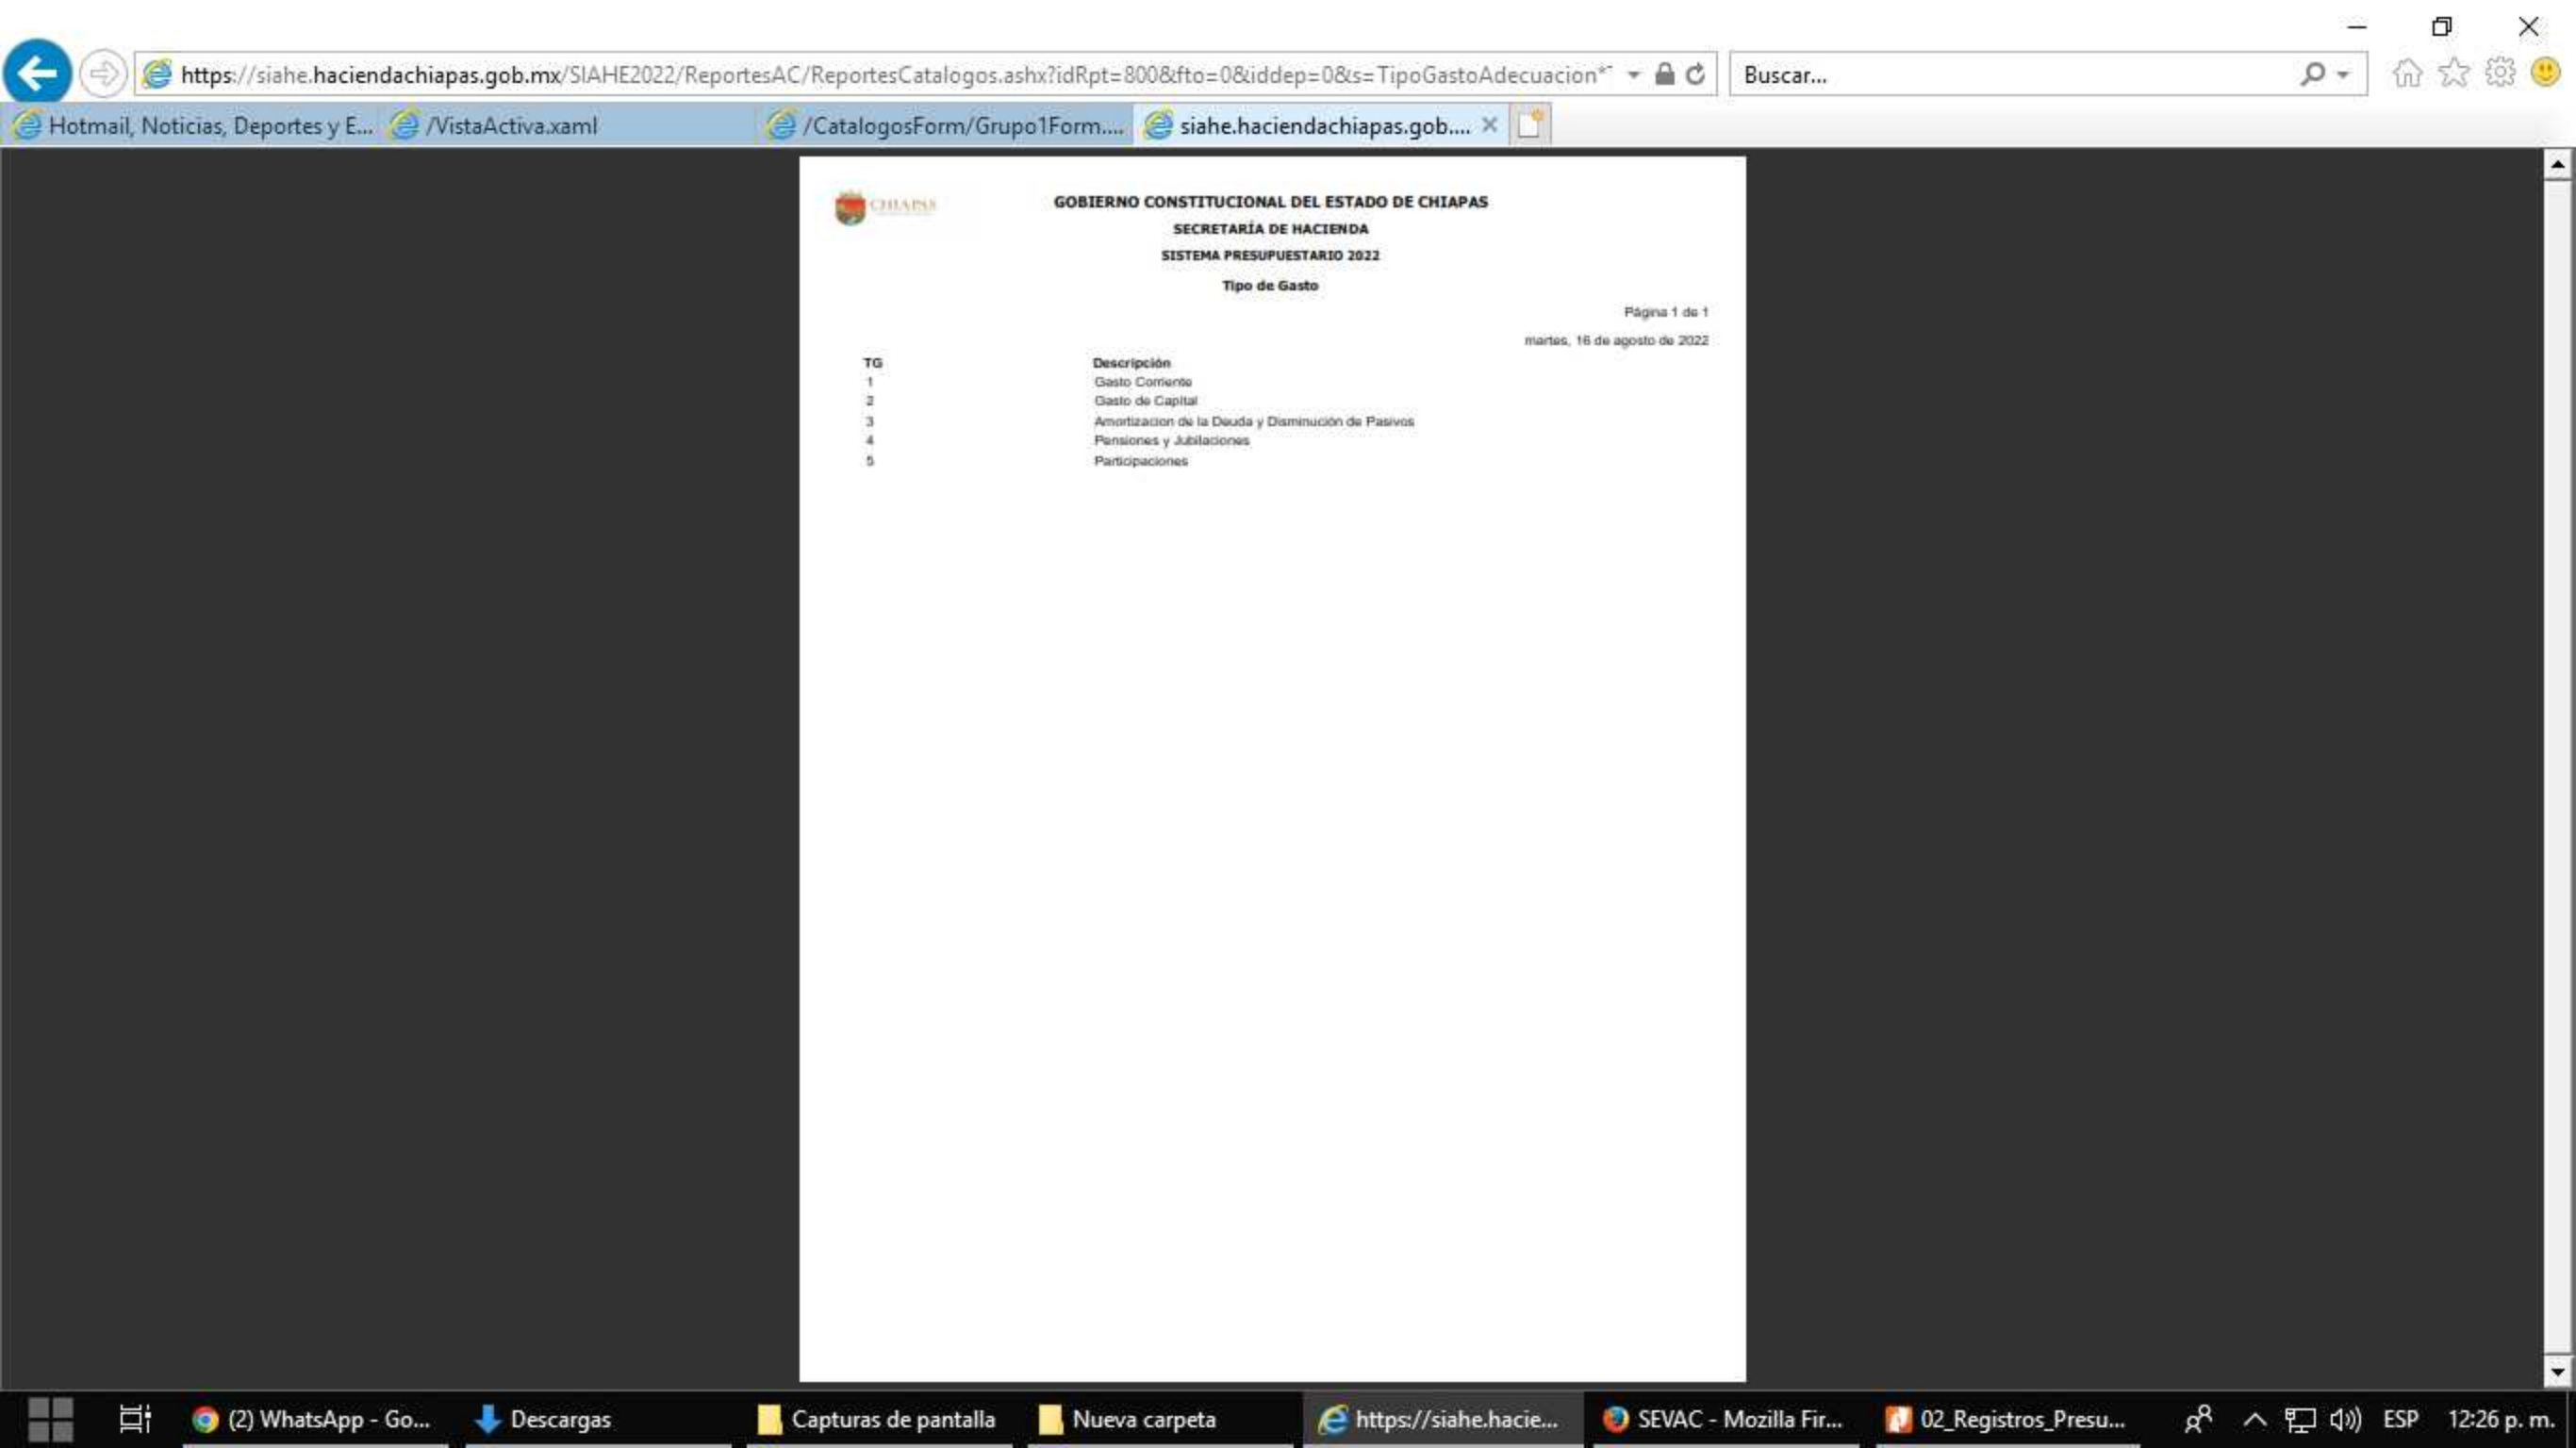 https://siahe.haciendachiapas.gob.mx/SIAHE2022/ReportesAC/ReportesCatalogos.ashx?idRpt=800&fto=0&iddep=0&s=TipoGastoAdecuacion*
Buscar...
Hotmail, Noticias, Deportes y E...
/VistaActiva.xaml
/CatalogosForm/Grupo1Form....
siahe.haciendachiapas.gob....
CHIAPAS
GOBIERNO CONSTITUCIONAL DEL ESTADO DE CHIAPAS
SECRETARÍA DE HACIENDA
SISTEMA PRESUPUESTARIO 2022
Tipo de Gasto
Página 1 de 1
martes, 16 de agosto de 2022
TG Descripción
1 Gasto Corriente
2 Gasto de Capital
3 Amortizacion de la Deuda y Disminución de Pasivos
4 Pensiones y Jubilaciones
5 Participaciones
(2) WhatsApp - Go...
Descargas
Capturas de pantalla
Nueva carpeta
https://siahe.hacie...
SEVAC - Mozilla Fir...
02_Registros_Presu...
ESP
12:26 p. m.